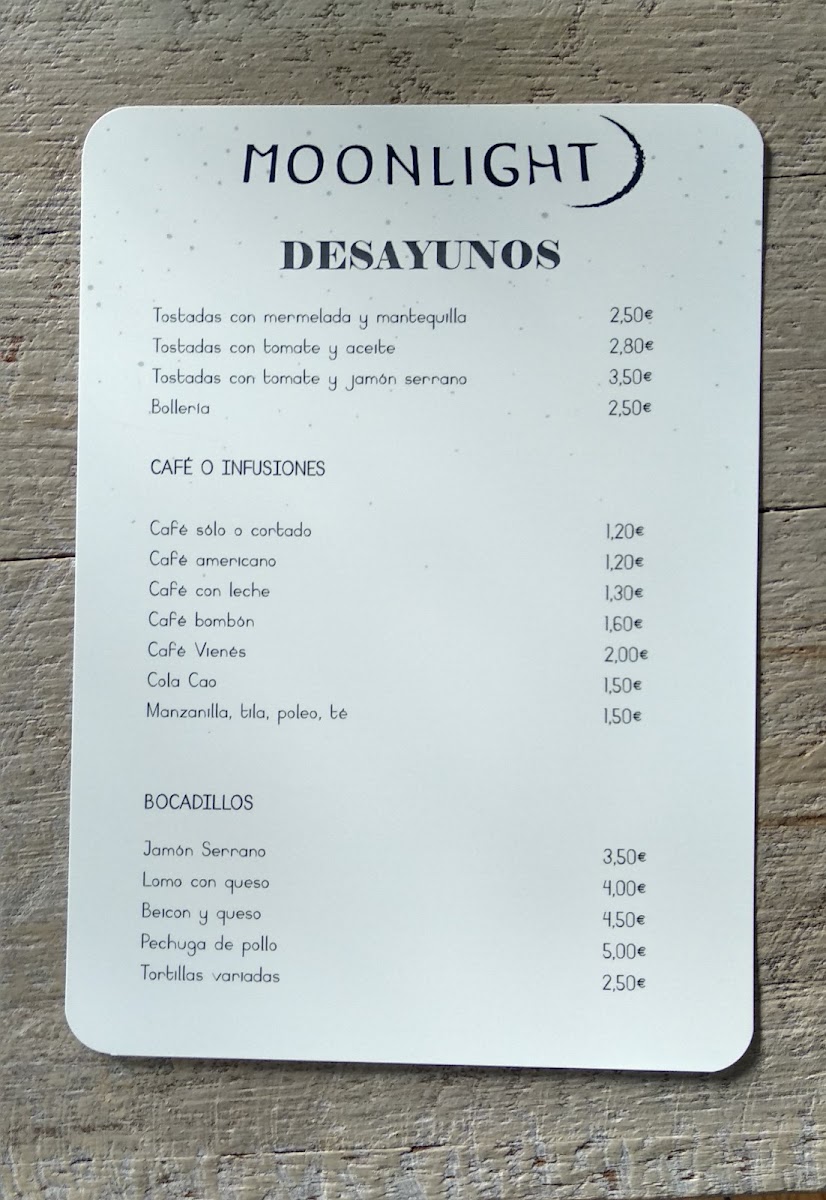 MOONLIGHT
DESAYUNOS
Tostadas con mermelada y mantequilla 2,50€
Tostadas con tomate y aceite 2,80€
Tostadas con tomate y jamón serrano 3,50€
Bollería 2,50€
CAFÉ O INFUSIONES
Café sólo o cortado 1,20€
Café americano 1,20€
Café con leche 1,30€
Café bombón 1,60€
Café Vienés 2,00€
Cola Cao 1,50€
Manzanilla, tila, poleo, té 1,50€
BOCADILLOS
Jamón Serrano 3,50€
Lomo con queso 4,00€
Beicon y queso 4,50€
Pechuga de pollo 5,00€
Tortillas variadas 2,50€